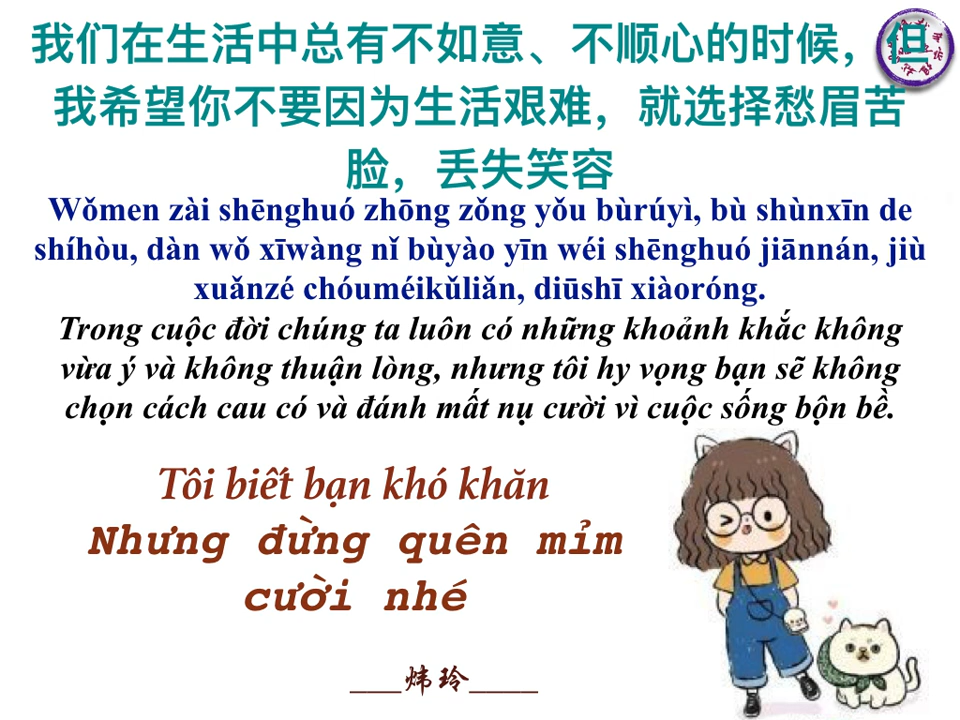 我们在生活中总有不如意、不顺心的时候，但
我希望你不要因为生活艰难，就选择愁眉苦
脸，丢失笑容
Wǒmen zài shēnghuó zhōng zǒng yǒu bùrúyì, bù shùnxīn de
shíhòu, dàn wǒ xīwàng nǐ bùyào yīn wéi shēnghuó jiānnán, jiù
xuǎnzé chóuméikǔliǎn, diūshī xiàoróng.
Trong cuộc đời chúng ta luôn có những khoảnh khắc không
vừa ý và không thuận lòng, nhưng tôi hy vọng bạn sẽ không
chọn cách cau có và đánh mất nụ cười vì cuộc sống bộn bề.
Tôi biết bạn khó khăn
Nhưng đừng quên mỉm
cười nhé
___炜玲____